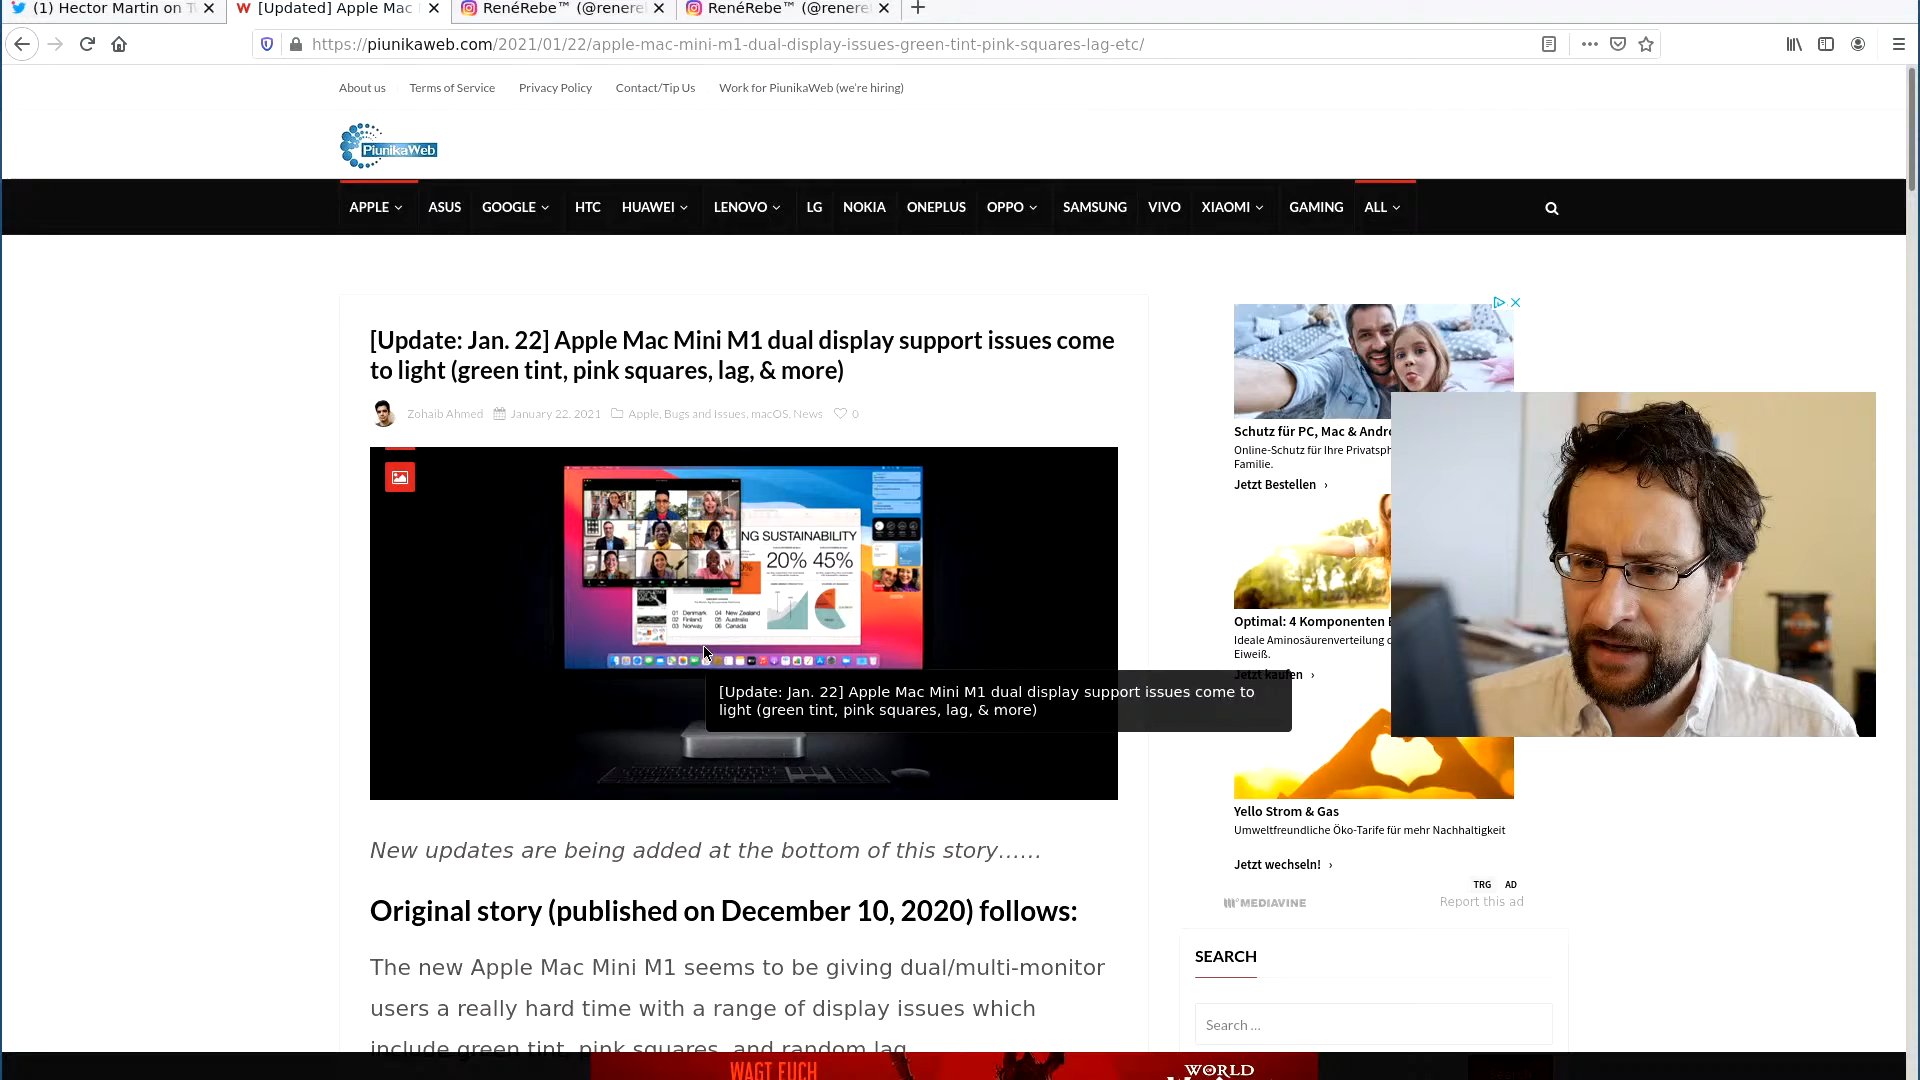 (1) Hector Martin on T
[Updated] Apple Mac
RenéRebe™ (@renere
RenéRebe™ (@renere
https://piunikaweb.com/2021/01/22/apple-mac-mini-m1-dual-display-issues-green-tint-pink-squares-lag-etc/
About us Terms of Service Privacy Policy Contact/Tip Us Work for PiunikaWeb (we're hiring)
PiunikaWeb
APPLE ASUS GOOGLE HTC HUAWEI LENOVO LG NOKIA ONEPLUS OPPO SAMSUNG VIVO XIAOMI GAMING ALL
[Update: Jan. 22] Apple Mac Mini M1 dual display support issues come
to light (green tint, pink squares, lag, & more)
Zohaib Ahmed January 22, 2021 Apple, Bugs and Issues, macOS, News 0
NG SUSTAINABILITY
20% 45%
01 Denmark 04 New Zealand
02 Finland 05 Australia
03 Norway 06 Canada
[Update: Jan. 22] Apple Mac Mini M1 dual display support issues come to
light (green tint, pink squares, lag, & more)
New updates are being added at the bottom of this story......
Original story (published on December 10, 2020) follows:
The new Apple Mac Mini M1 seems to be giving dual/multi-monitor
users a really hard time with a range of display issues which
include green tint, pink squares, and random lag.
Schutz für PC, Mac & Andr
Online-Schutz für Ihre Privatsph
Familie.
Jetzt Bestellen ›
Optimal: 4 Komponenten
Ideale Aminosäurenverteilung
Eiweiß.
Jetzt kaufen ›
Yello Strom & Gas
Umweltfreundliche Öko-Tarife für mehr Nachhaltigkeit
Jetzt wechseln! ›
TRG AD
MEDIAVINE
Report this ad
SEARCH
Search ...
WAGT EUCH
WORLD